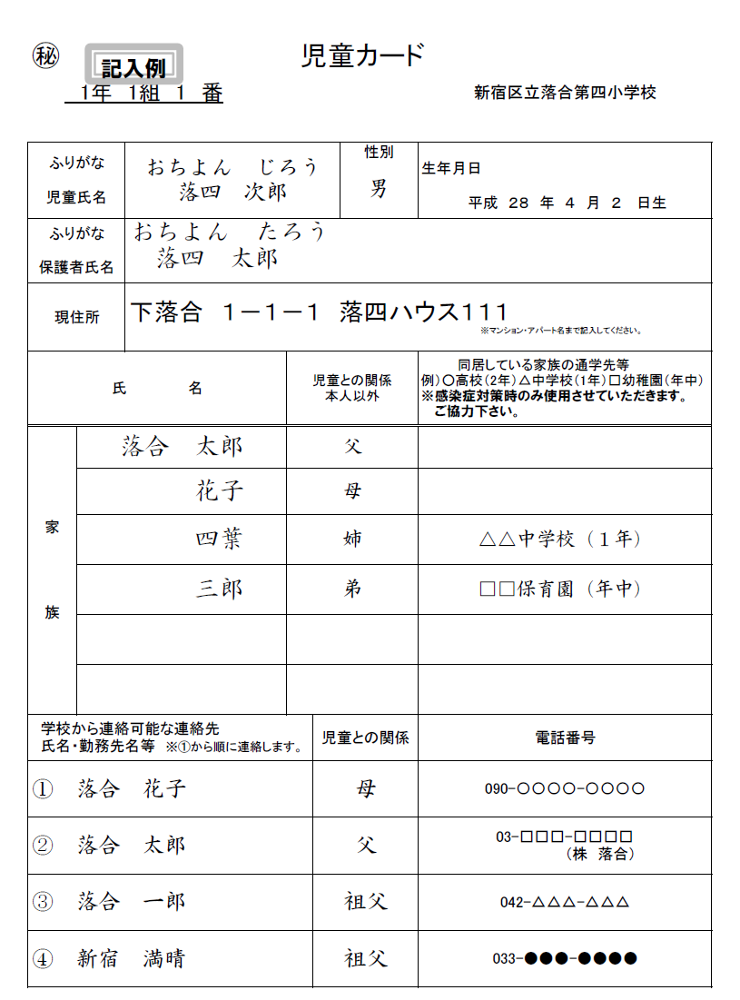 ㊙ 記入例 児童カード
1年 1組 1 番 新宿区立落合第四小学校
ふりがな おちよん じろう 性別 生年月日
児童氏名 落四 次郎 男 平成 28 年 4 月 2 日生
ふりがな おちよん たろう
保護者氏名 落四 太郎
現住所 下落合 1-1-1 落四ハウス111
※マンション・アパート名まで記入してください。
氏 名 児童との関係 本人以外
同居している家族の通学先等
例)〇高校(2年)△中学校(1年)□幼稚園(年中)
※感染症対策時のみ使用させていただきます。
ご協力下さい。
家族
落合 太郎 父
花子 母
四葉 姉 △△中学校(1年)
三郎 弟 □□保育園(年中)
学校から連絡可能な連絡先
氏名・勤務先名等 ※①から順に連絡します。 児童との関係 電話番号
① 落合 花子 母 090-〇〇〇〇-〇〇〇〇
② 落合 太郎 父 03-□□□-□□□□
(株 落合)
③ 落合 一郎 祖父 042-△△△-△△△
④ 新宿 満晴 祖父 033-●●●-●●●●